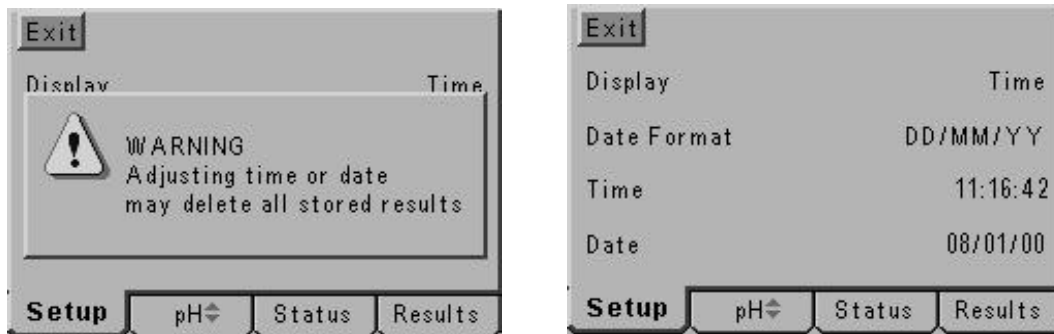 Exit
Display Time
WARNING
Adjusting time or date
may delete all stored results
Setup pH Status Results
Exit
Display Time
Date Format DD/MM/YY
Time 11:16:42
Date 08/01/00
Setup pH Status Results